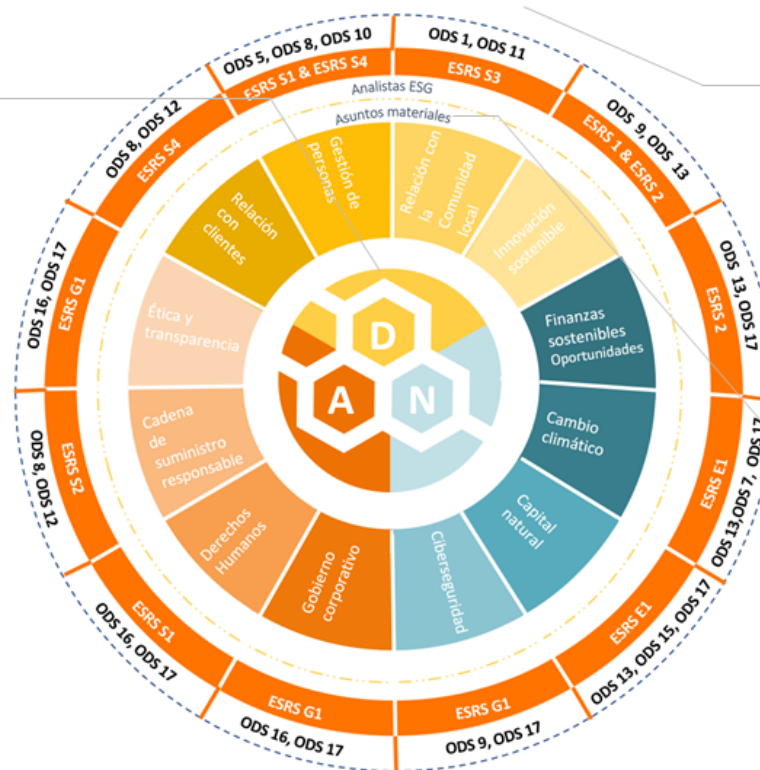 ODS 5, ODS 8, ODS 10
ODS 1, ODS 11
ODS 9, ODS 13
ODS 13, ODS 17
ODS 13,ODS 7, ODS 17
ODS 13, ODS 15, ODS 17
ODS 9, ODS 17
ODS 16, ODS 17
ODS 16, ODS 17
ODS 8, ODS 12
ODS 16, ODS 17
ODS 8, ODS 12
ESRS S1 & ESRS S4
ESRS S3
ESRS 1 & ESRS 2
ESRS 2
ESRS E1
ESRS E1
ESRS G1
ESRS G1
ESRS S1
ESRS S2
ESRS G1
ESRS S4
Analistas ESG
Asuntos materiales
Gestión de
personas
Relación con
la
Comunidad
local
Innovación
sostenible
Finanzas
sostenibles
Oportunidades
Cambio
climático
Capital
natural
Ciberseguridad
Gobierno
corporativo
Derechos
Humanos
Cadena
de
suministro
responsable
Ética y
transparencia
Relación
con
clientes
D
A
N